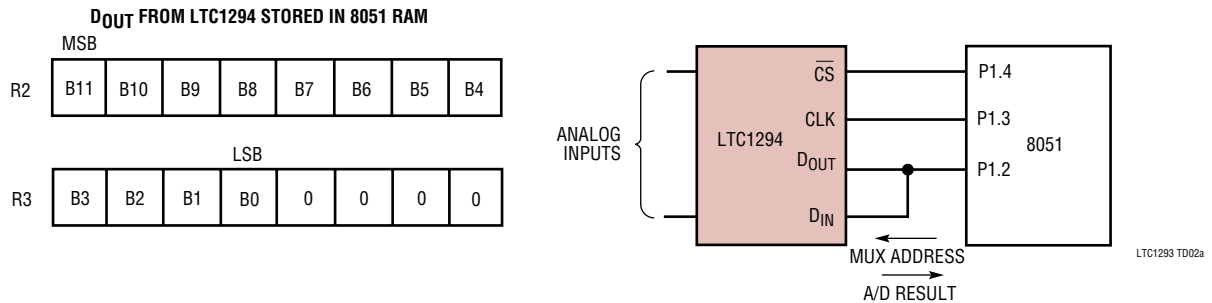 DOUT FROM LTC1294 STORED IN 8051 RAM
MSB
R2 B11 B10 B9 B8 B7 B6 B5 B4
LSB
R3 B3 B2 B1 B0 0 0 0 0
ANALOG
INPUTS
LTC1294
CS
CLK
DOUT
DIN
P1.4
P1.3
P1.2
8051
MUX ADDRESS
A/D RESULT
LTC1293 TD02a